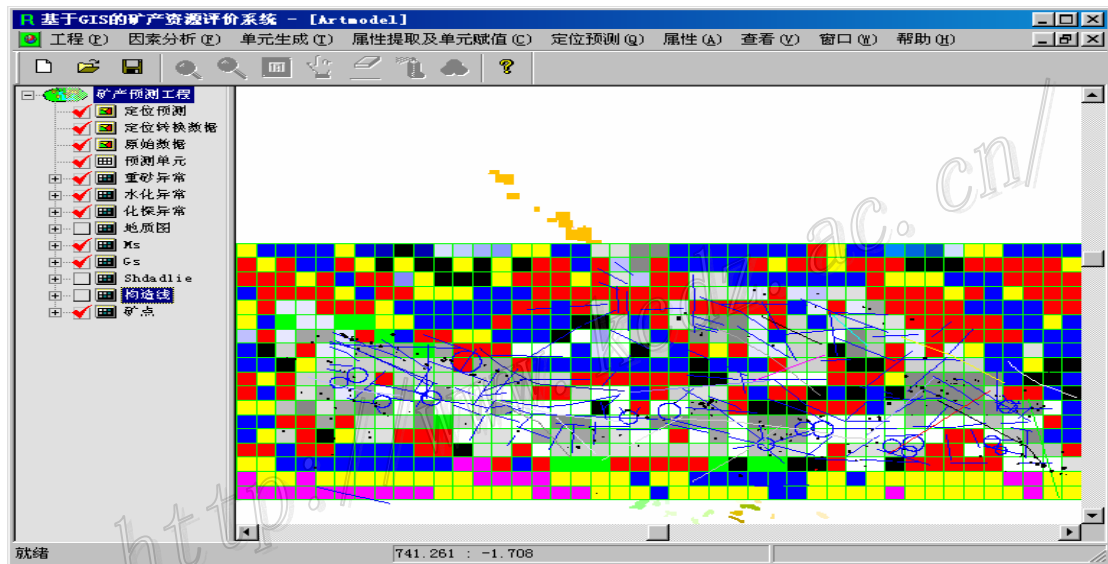 基于GIS的矿产资源评价系统 - [Artmodel]
工程(P) 因素分析(F) 单元生成(T) 属性提取及单元赋值(C) 定位预测(Q) 属性(A) 查看(V) 窗口(W) 帮助(H)
矿产预测工程
定位预测
定位转换数据
原始数据
预测单元
重砂异常
水化异常
化探异常
地质图
Ms
Gs
Shdadlie
构造线
矿点
http://www.kcdz.ac.cn/
就绪 741.261 : -1.708